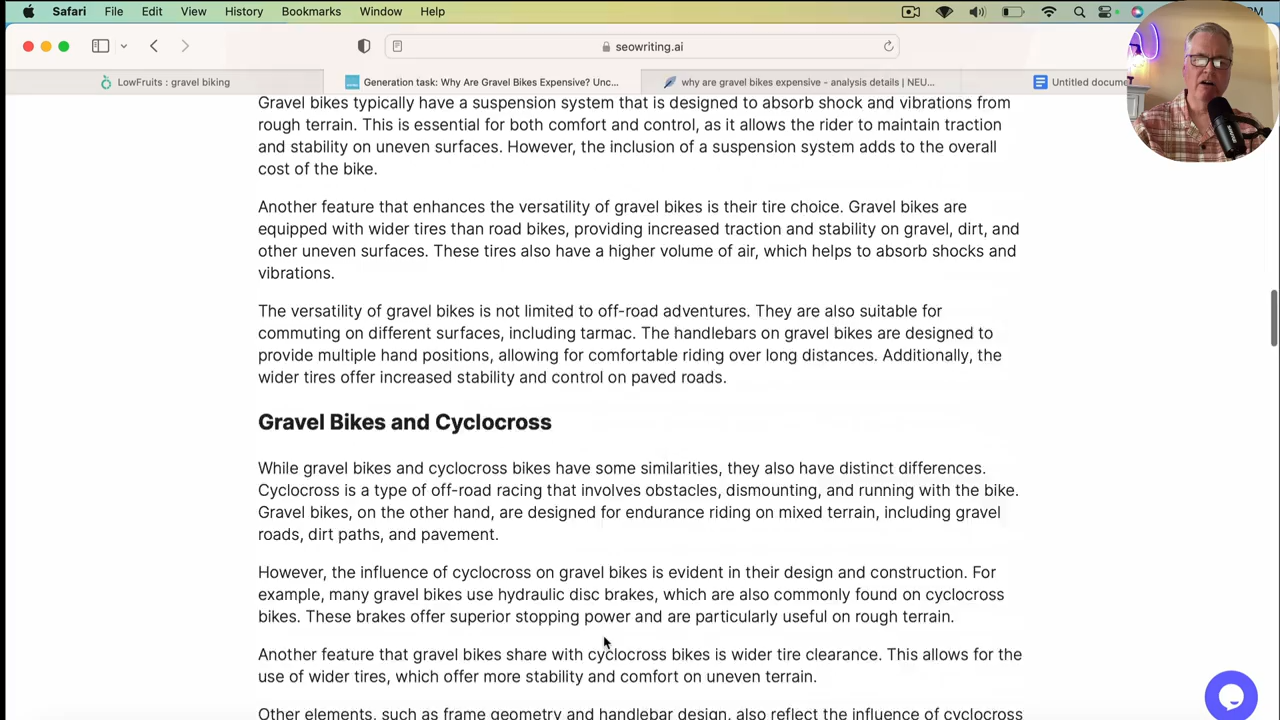 Safari File Edit View History Bookmarks Window Help
seowriting.ai
LowFruits : gravel biking
Generation task: Why Are Gravel Bikes Expensive? Unc...
why are gravel bikes expensive - analysis details | NEU...
Untitled docume
Gravel bikes typically have a suspension system that is designed to absorb shock and vibrations from
rough terrain. This is essential for both comfort and control, as it allows the rider to maintain traction
and stability on uneven surfaces. However, the inclusion of a suspension system adds to the overall
cost of the bike.
Another feature that enhances the versatility of gravel bikes is their tire choice. Gravel bikes are
equipped with wider tires than road bikes, providing increased traction and stability on gravel, dirt, and
other uneven surfaces. These tires also have a higher volume of air, which helps to absorb shocks and
vibrations.
The versatility of gravel bikes is not limited to off-road adventures. They are also suitable for
commuting on different surfaces, including tarmac. The handlebars on gravel bikes are designed to
provide multiple hand positions, allowing for comfortable riding over long distances. Additionally, the
wider tires offer increased stability and control on paved roads.
Gravel Bikes and Cyclocross
While gravel bikes and cyclocross bikes have some similarities, they also have distinct differences.
Cyclocross is a type of off-road racing that involves obstacles, dismounting, and running with the bike.
Gravel bikes, on the other hand, are designed for endurance riding on mixed terrain, including gravel
roads, dirt paths, and pavement.
However, the influence of cyclocross on gravel bikes is evident in their design and construction. For
example, many gravel bikes use hydraulic disc brakes, which are also commonly found on cyclocross
bikes. These brakes offer superior stopping power and are particularly useful on rough terrain.
Another feature that gravel bikes share with cyclocross bikes is wider tire clearance. This allows for the
use of wider tires, which offer more stability and comfort on uneven terrain.
Other elements, such as frame geometry and handlebar design, also reflect the influence of cyclocross